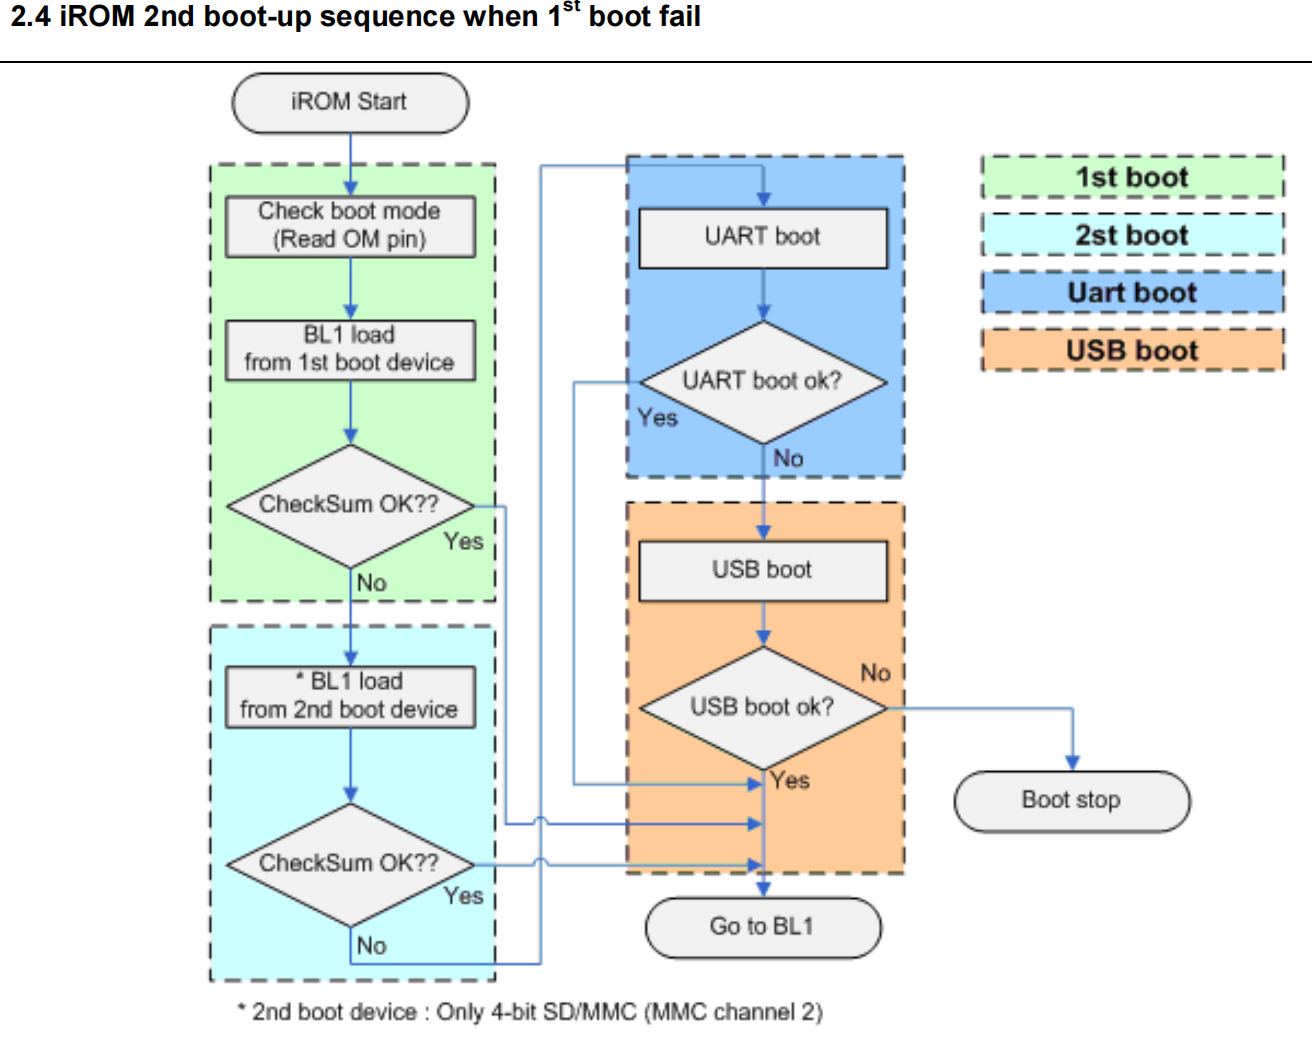 2.4 iROM 2nd boot-up sequence when 1st boot fail
iROM Start
Check boot mode
(Read OM pin)
BL1 load
from 1st boot device
CheckSum OK??
Yes
No
* BL1 load
from 2nd boot device
CheckSum OK??
Yes
No
UART boot
UART boot ok?
Yes
No
USB boot
USB boot ok?
No
Yes
Boot stop
Go to BL1
1st boot
2st boot
Uart boot
USB boot
* 2nd boot device : Only 4-bit SD/MMC (MMC channel 2)